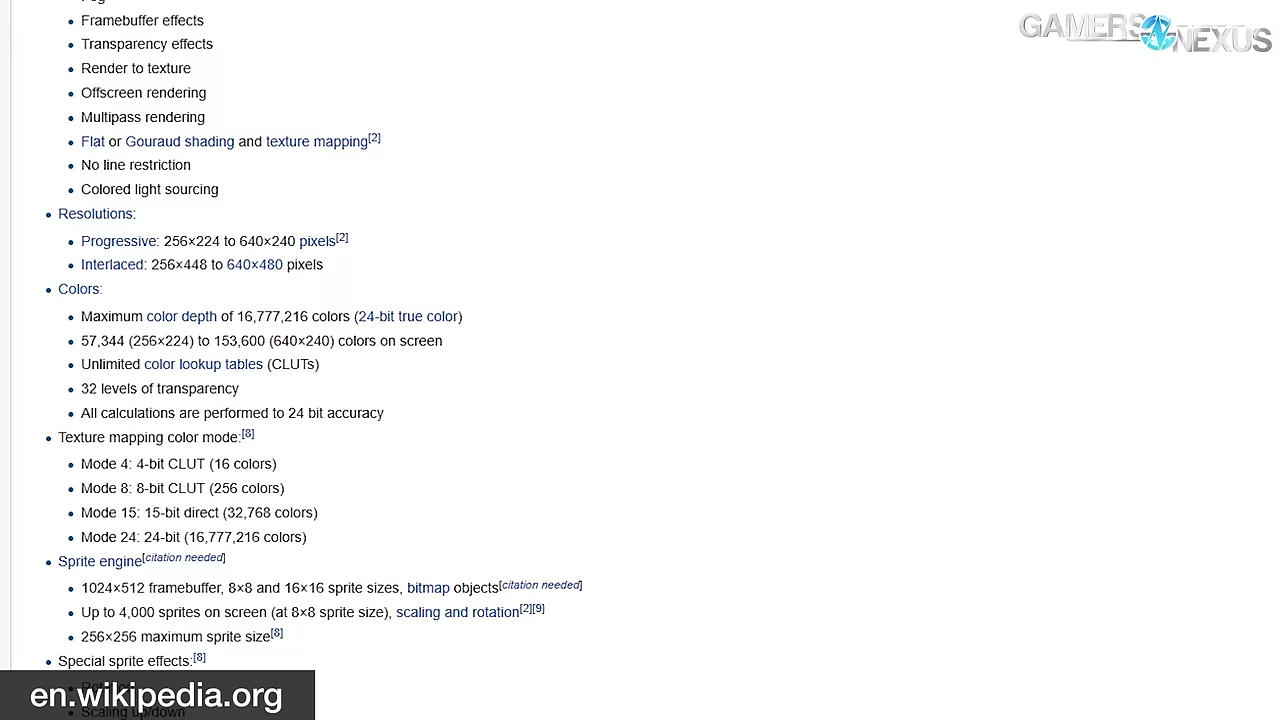 GAMERS NEXUS
Framebuffer effects
Transparency effects
Render to texture
Offscreen rendering
Multipass rendering
Flat or Gouraud shading and texture mapping[2]
No line restriction
Colored light sourcing
Resolutions:
Progressive: 256×224 to 640×240 pixels[2]
Interlaced: 256×448 to 640×480 pixels
Colors:
Maximum color depth of 16,777,216 colors (24-bit true color)
57,344 (256×224) to 153,600 (640×240) colors on screen
Unlimited color lookup tables (CLUTs)
32 levels of transparency
All calculations are performed to 24 bit accuracy
Texture mapping color mode:[8]
Mode 4: 4-bit CLUT (16 colors)
Mode 8: 8-bit CLUT (256 colors)
Mode 15: 15-bit direct (32,768 colors)
Mode 24: 24-bit (16,777,216 colors)
Sprite engine[citation needed]
1024×512 framebuffer, 8×8 and 16×16 sprite sizes, bitmap objects[citation needed]
Up to 4,000 sprites on screen (at 8×8 sprite size), scaling and rotation[2][9]
256×256 maximum sprite size[8]
Special sprite effects:[8]
en.wikipedia.org
Scaling up/down